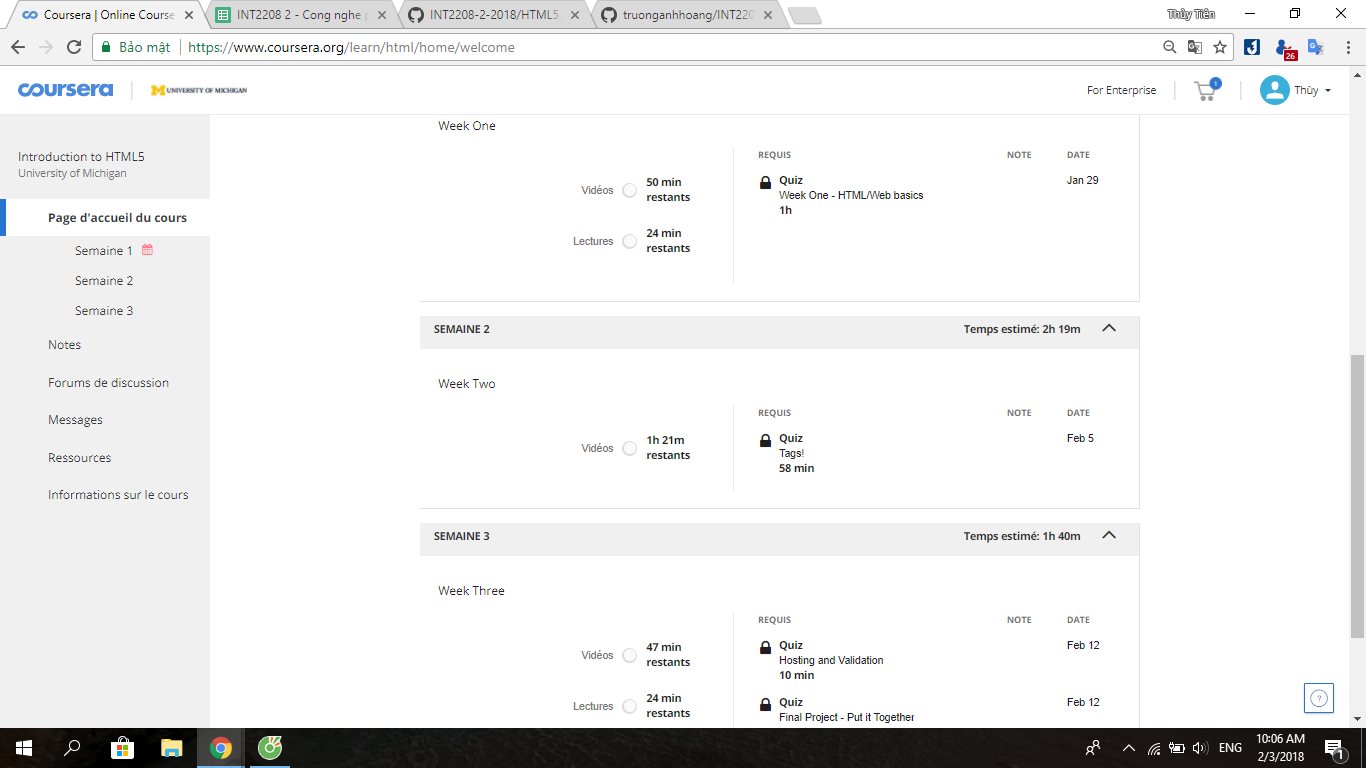 Coursera | Online Course
INT2208 2 - Cong nghe p
INT2208-2-2018/HTML5
truonganhhoang/INT220
Thủy Tiên
Bảo mật
https://www.coursera.org/learn/html/home/welcome
26
coursera
M UNIVERSITY OF MICHIGAN
For Enterprise
1
Thùy
Introduction to HTML5
University of Michigan
Page d'accueil du cours
Semaine 1
Semaine 2
Semaine 3
Notes
Forums de discussion
Messages
Ressources
Informations sur le cours
Week One
REQUIS NOTE DATE
Vidéos 50 min restants
Lectures 24 min restants
Quiz Jan 29
Week One - HTML/Web basics
1h
SEMAINE 2 Temps estimé: 2h 19m
Week Two
REQUIS NOTE DATE
Vidéos 1h 21m restants
Quiz Feb 5
Tags!
58 min
SEMAINE 3 Temps estimé: 1h 40m
Week Three
REQUIS NOTE DATE
Vidéos 47 min restants
Lectures 24 min restants
Quiz Feb 12
Hosting and Validation
10 min
Quiz Feb 12
Final Project - Put it Together
?
ENG
10:06 AM
2/3/2018
1